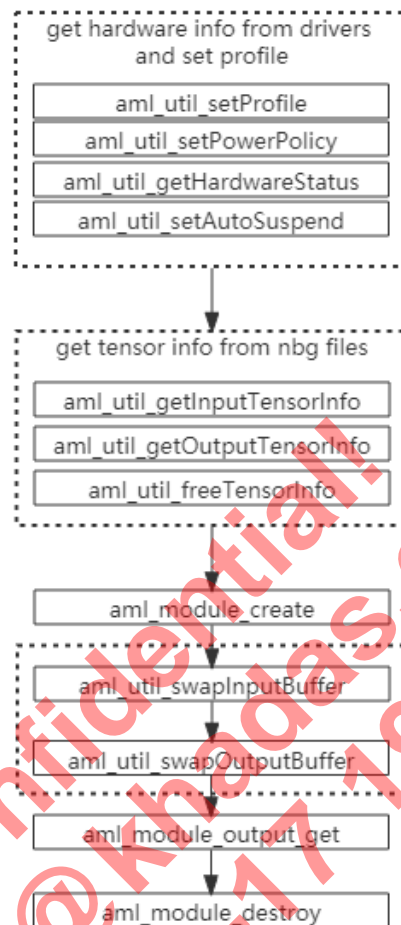 get hardware info from drivers
and set profile
aml_util_setProfile
aml_util_setPowerPolicy
aml_util_getHardwareStatus
aml_util_setAutoSuspend
get tensor info from nbg files
aml_util_getInputTensorInfo
aml_util_getOutputTensorInfo
aml_util_freeTensorInfo
aml_module_create
aml_util_swapInputBuffer
aml_util_swapOutputBuffer
aml_module_output_get
aml_module_destroy